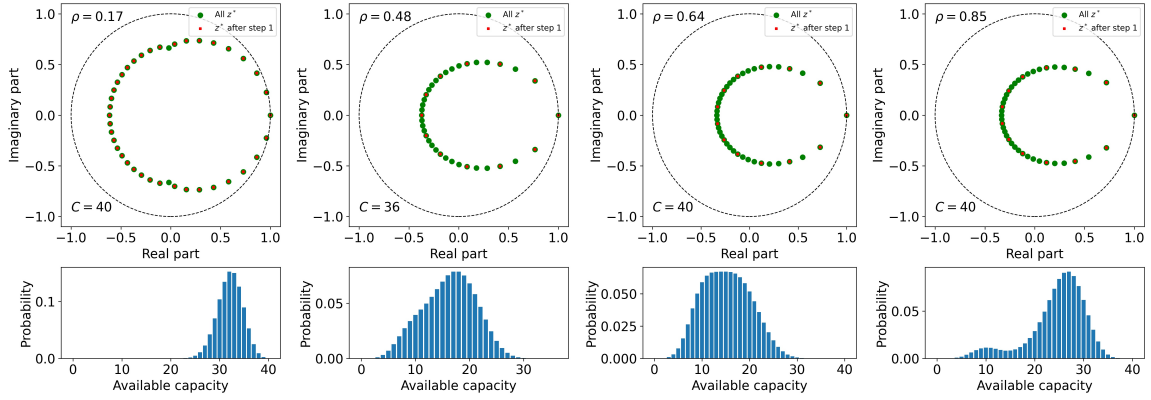 ρ = 0.17
All z*
z* after step 1
1.0
0.5
0.0
−0.5
−1.0
Imaginary part
C = 40
−1.0 −0.5 0.0 0.5 1.0
Real part
ρ = 0.48
All z*
z* after step 1
1.0
0.5
0.0
−0.5
−1.0
Imaginary part
C = 36
−1.0 −0.5 0.0 0.5 1.0
Real part
ρ = 0.64
All z*
z* after step 1
1.0
0.5
0.0
−0.5
−1.0
Imaginary part
C = 40
−1.0 −0.5 0.0 0.5 1.0
Real part
ρ = 0.85
All z*
z* after step 1
1.0
0.5
0.0
−0.5
−1.0
Imaginary part
C = 40
−1.0 −0.5 0.0 0.5 1.0
Real part
Probability
0.1
0.0
0 10 20 30 40
Available capacity
Probability
0.05
0.00
0 10 20 30
Available capacity
Probability
0.050
0.025
0.000
0 10 20 30 40
Available capacity
Probability
0.05
0.00
0 10 20 30 40
Available capacity